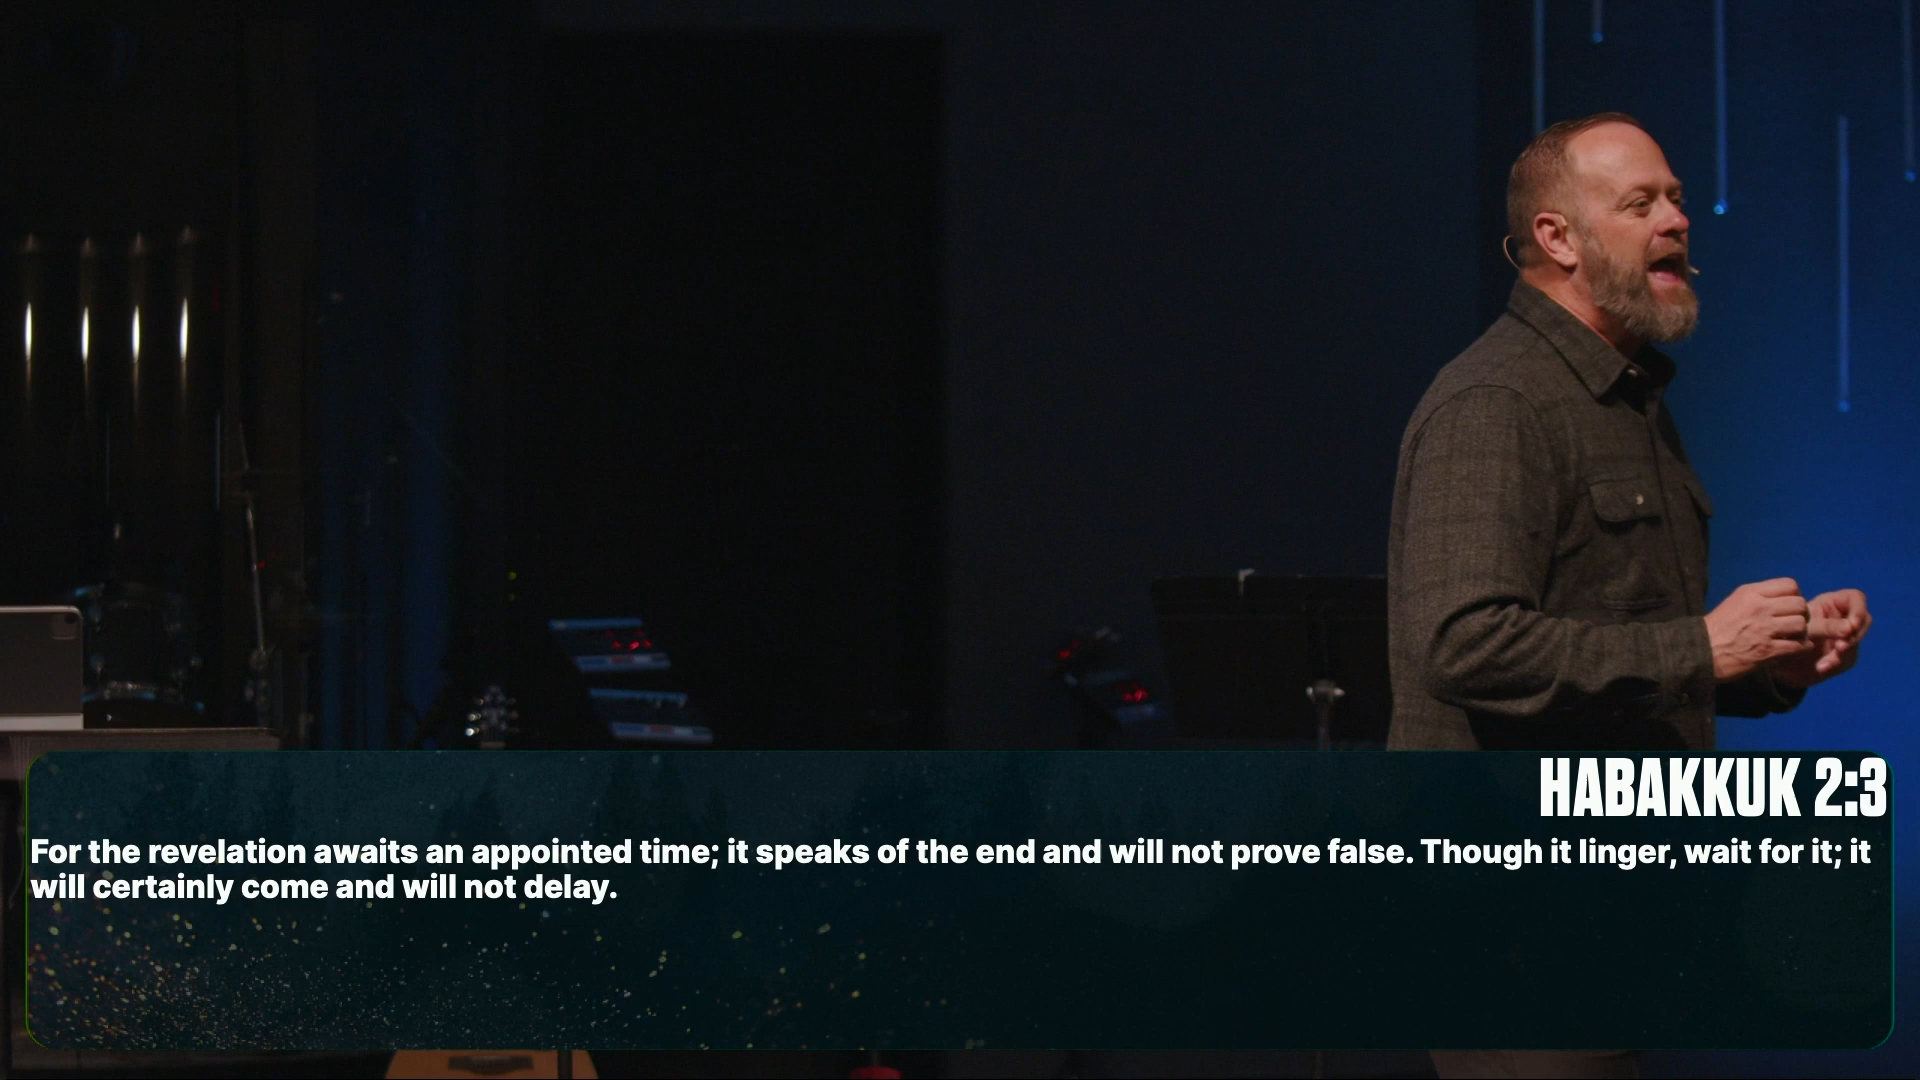 HABAKKUK 2:3
For the revelation awaits an appointed time; it speaks of the end and will not prove false. Though it linger, wait for it; it
will certainly come and will not delay.